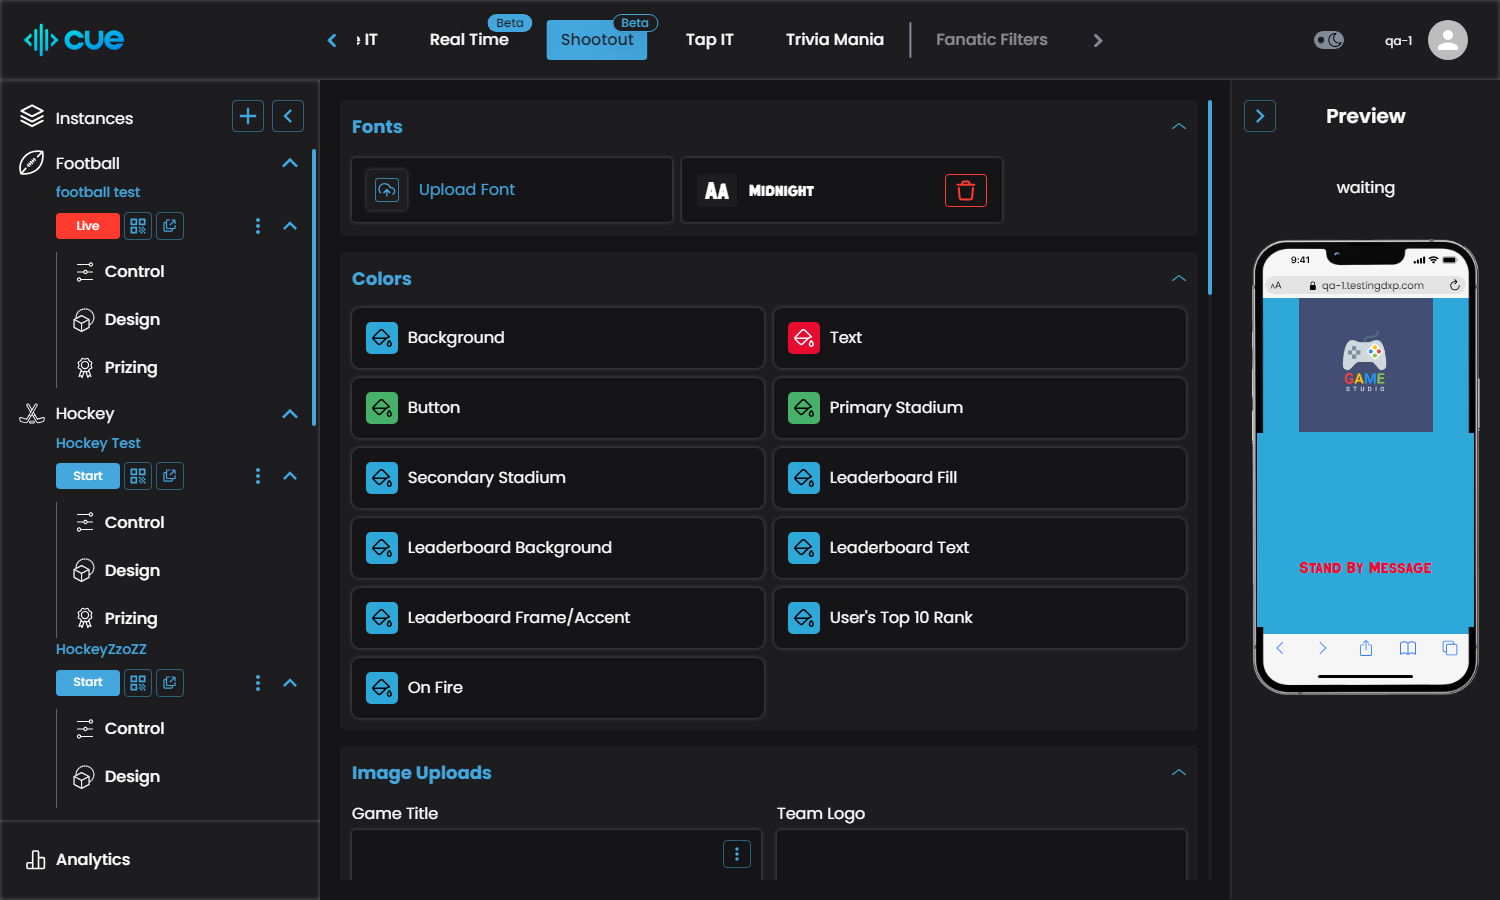 cue
e IT
Real Time
Beta
Shootout
Beta
Tap IT
Trivia Mania
Fanatic Filters
qa-1
Instances
Football
football test
Live
Control
Design
Prizing
Hockey
Hockey Test
Start
Control
Design
Prizing
HockeyZzoZZ
Start
Control
Design
Analytics
Fonts
Upload Font
AA MIDNIGHT
Colors
Background
Text
Button
Primary Stadium
Secondary Stadium
Leaderboard Fill
Leaderboard Background
Leaderboard Text
Leaderboard Frame/Accent
User's Top 10 Rank
On Fire
Image Uploads
Game Title
Team Logo
Preview
waiting
9:41
AA qa-1.testingdxp.com
GAME
STUDIO
STAND BY MESSAGE